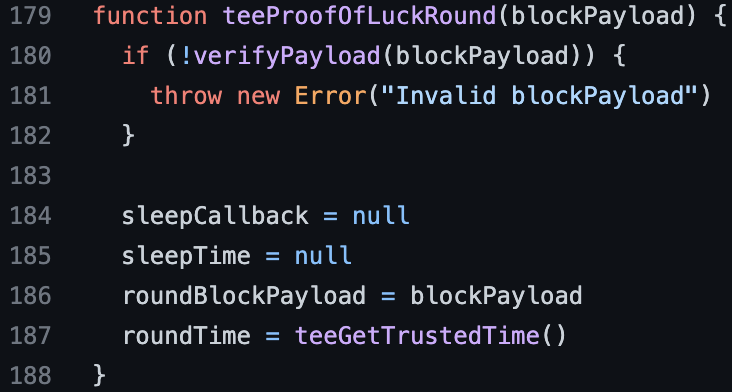 179 function teeProofOfLuckRound(blockPayload) {
180 if (!verifyPayload(blockPayload)) {
181 throw new Error("Invalid blockPayload")
182 }
183
184 sleepCallback = null
185 sleepTime = null
186 roundBlockPayload = blockPayload
187 roundTime = teeGetTrustedTime()
188 }